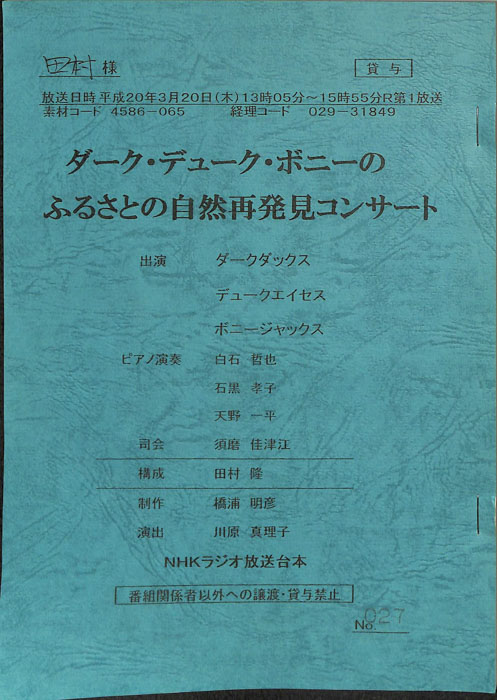 田村 様
貸与
放送日時 平成20年3月20日(木)13時05分～15時55分R第1放送
素材コード 4586-065 経理コード 029-31849
ダーク・デューク・ボニーの
ふるさとの自然再発見コンサート
出演 ダークダックス
デュークエイセス
ボニージャックス
ピアノ演奏 白石 哲也
石黒 孝子
天野 一平
司会 須磨 佳津江
構成 田村 隆
制作 橋浦 明彦
演出 川原 真理子
NHKラジオ放送台本
番組関係省以外への譲渡・貸与禁止
No. 027